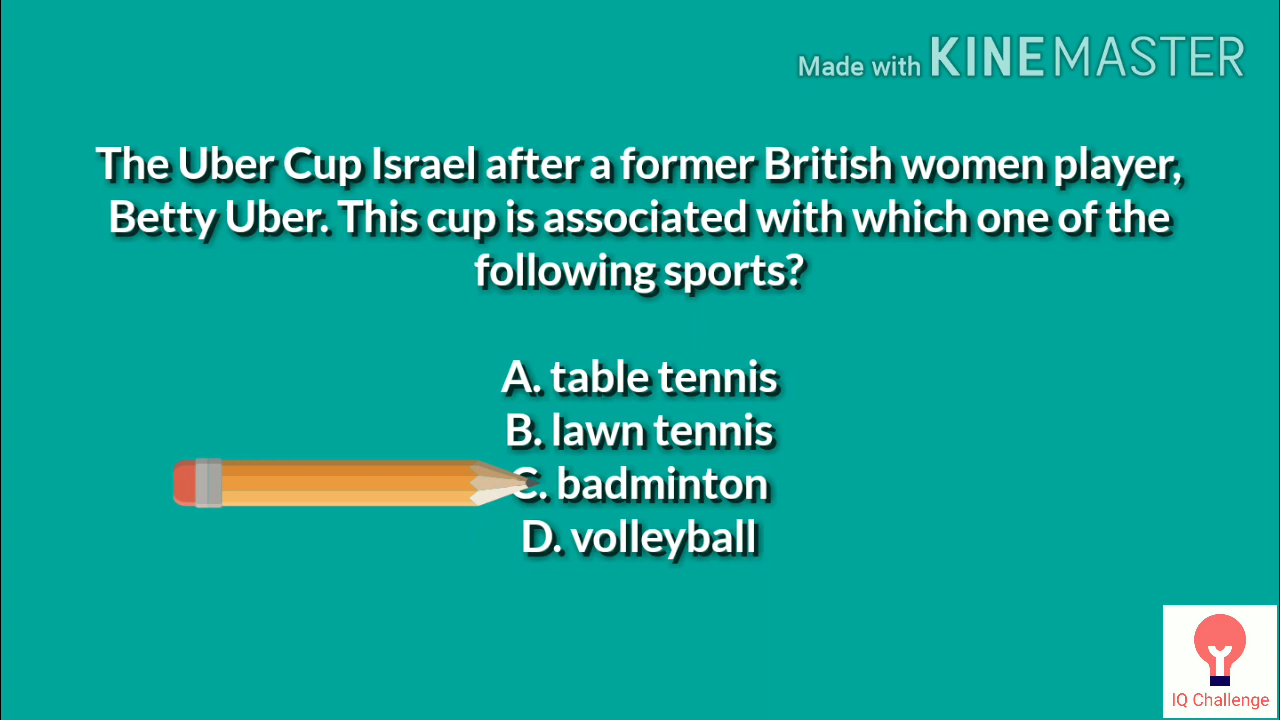 Made with KINEMASTER
The Uber Cup Israel after a former British women player,
Betty Uber. This cup is associated with which one of the
following sports?
A. table tennis
B. lawn tennis
C. badminton
D. volleyball
IQ Challenge